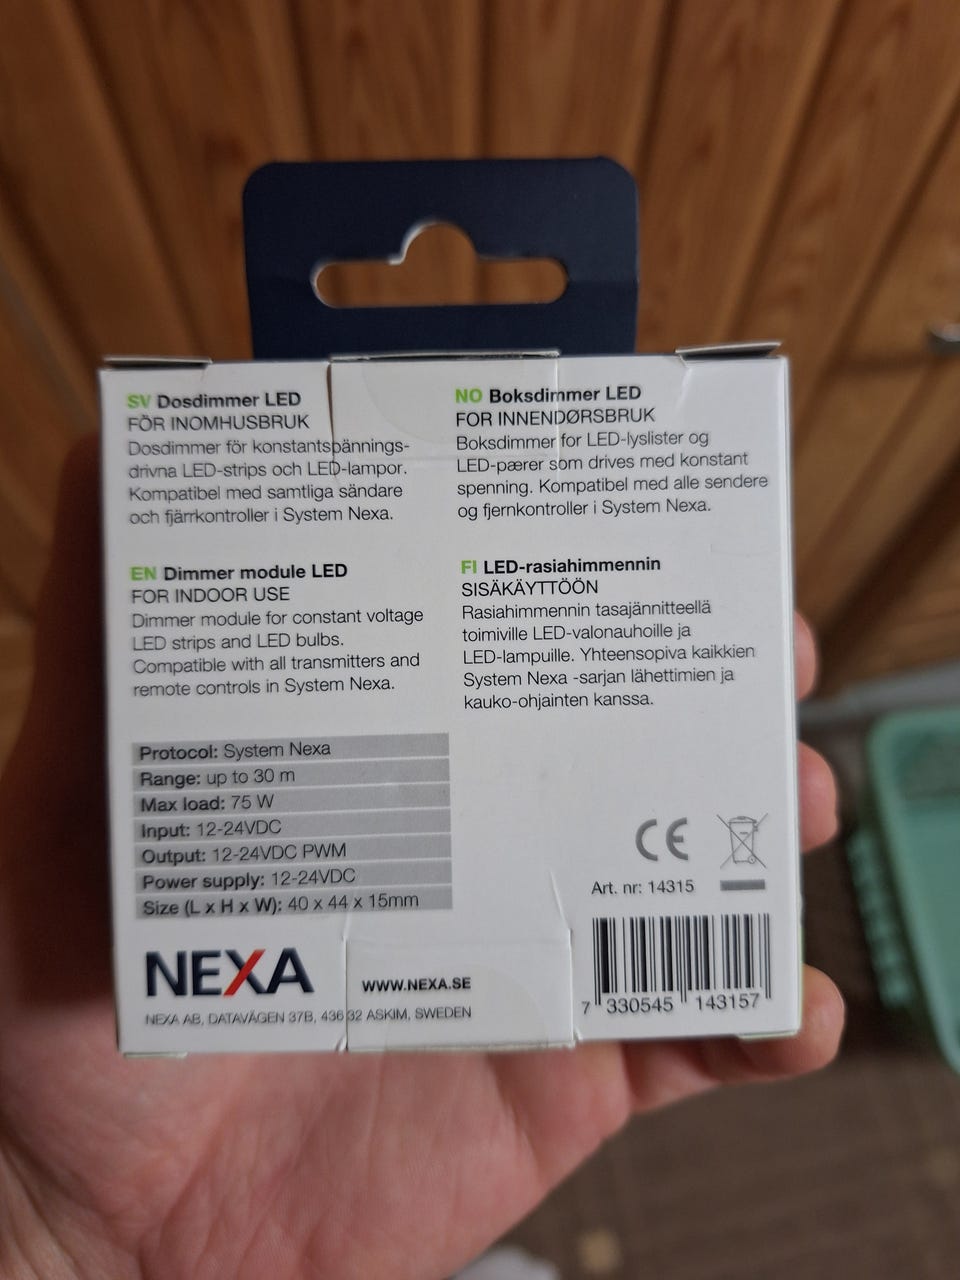 SV Dosdimmer LED
FÖR INOMHUSBRUK
Dosdimmer för konstantspännings-
drivna LED-strips och LED-lampor.
Kompatibel med samtliga sändare
och fjärrkontroller i System Nexa.
NO Boksdimmer LED
FOR INNENDØRSBRUK
Boksdimmer for LED-lyslister og
LED-pærer som drives med konstant
spenning. Kompatibel med alle sendere
og fjernkontroller i System Nexa.
EN Dimmer module LED
FOR INDOOR USE
Dimmer module for constant voltage
LED strips and LED bulbs.
Compatible with all transmitters and
remote controls in System Nexa.
FI LED-rasiahimmennin
SISÄKÄYTTÖÖN
Rasiahimmennin tasajännitteellä
toimiville LED-valonauhoille ja
LED-lampuille. Yhteensopiva kaikkien
System Nexa -sarjan lähettimien ja
kauko-ohjainten kanssa.
Protocol: System Nexa
Range: up to 30 m
Max load: 75 W
Input: 12-24VDC
Output: 12-24VDC PWM
Power supply: 12-24VDC
Size (L x H x W): 40 x 44 x 15mm
CE
Art. nr: 14315
NEXA
WWW.NEXA.SE
NEXA AB, DATAVÄGEN 37B, 436 32 ASKIM, SWEDEN
7 330545 143157